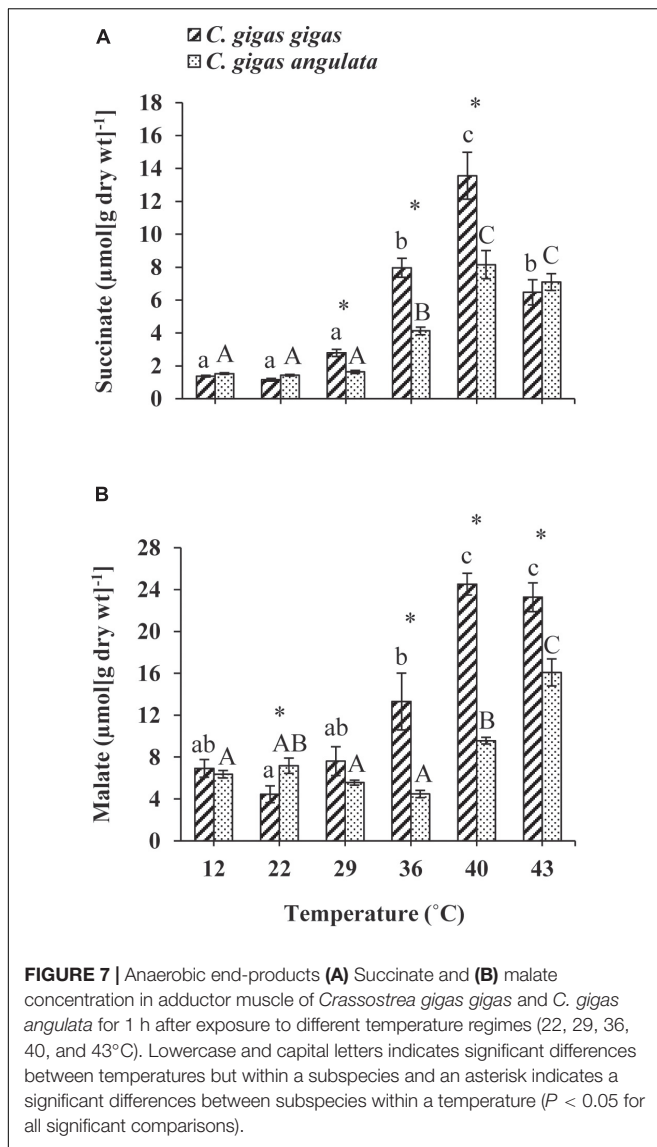 A
C. gigas gigas
C. gigas angulata
18
16
14
12
10
8
6
4
2
0
Succinate (µmol[g dry wt]-1)
a A a A * a A * b B * c C b C
B
28
24
20
16
12
8
4
0
Malate (µmol[g dry wt]-1)
ab A * a AB ab A * b A * c B * c C
12 22 29 36 40 43
Temperature (˚C)
FIGURE 7 | Anaerobic end-products (A) Succinate and (B) malate
concentration in adductor muscle of Crassostrea gigas gigas and C. gigas
angulata for 1 h after exposure to different temperature regimes (22, 29, 36,
40, and 43°C). Lowercase and capital letters indicates significant differences
between temperatures but within a subspecies and an asterisk indicates a
significant differences between subspecies within a temperature (P < 0.05 for
all significant comparisons).